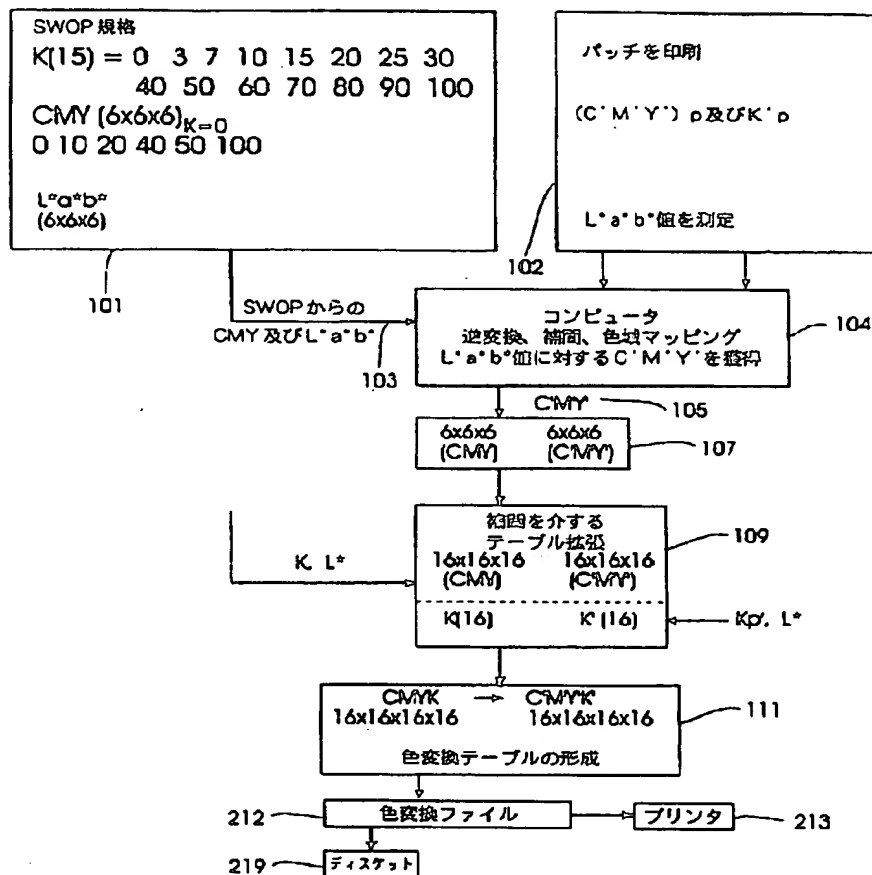 SWOP 規格
K(15) = 0 3 7 10 15 20 25 30
40 50 60 70 80 90 100
CMY (6x6x6)K=0
0 10 20 40 50 100
L*a*b*
(6x6x6)
101
パッチを印刷
(C'M'Y') p及びK'p
L*a*b*値を測定
102
SWOPからの
CMY及びL*a*b*
103
コンピュータ
逆変換、補間、色域マッピング
L*a*b*値に対するC'M'Y'を獲得
104
C'M'Y'
105
6x6x6 6x6x6
(CMY) (C'M'Y')
107
補間を介する
テーブル拡張
16x16x16 16x16x16
(CMY) (C'M'Y')
K(16) K'(16)
109
K, L*
Kp', L*
CMYK → C'M'Y'K'
16x16x16x16 16x16x16x16
色変換テーブルの形成
111
212
色変換ファイル
プリンタ
213
219
ディスケット